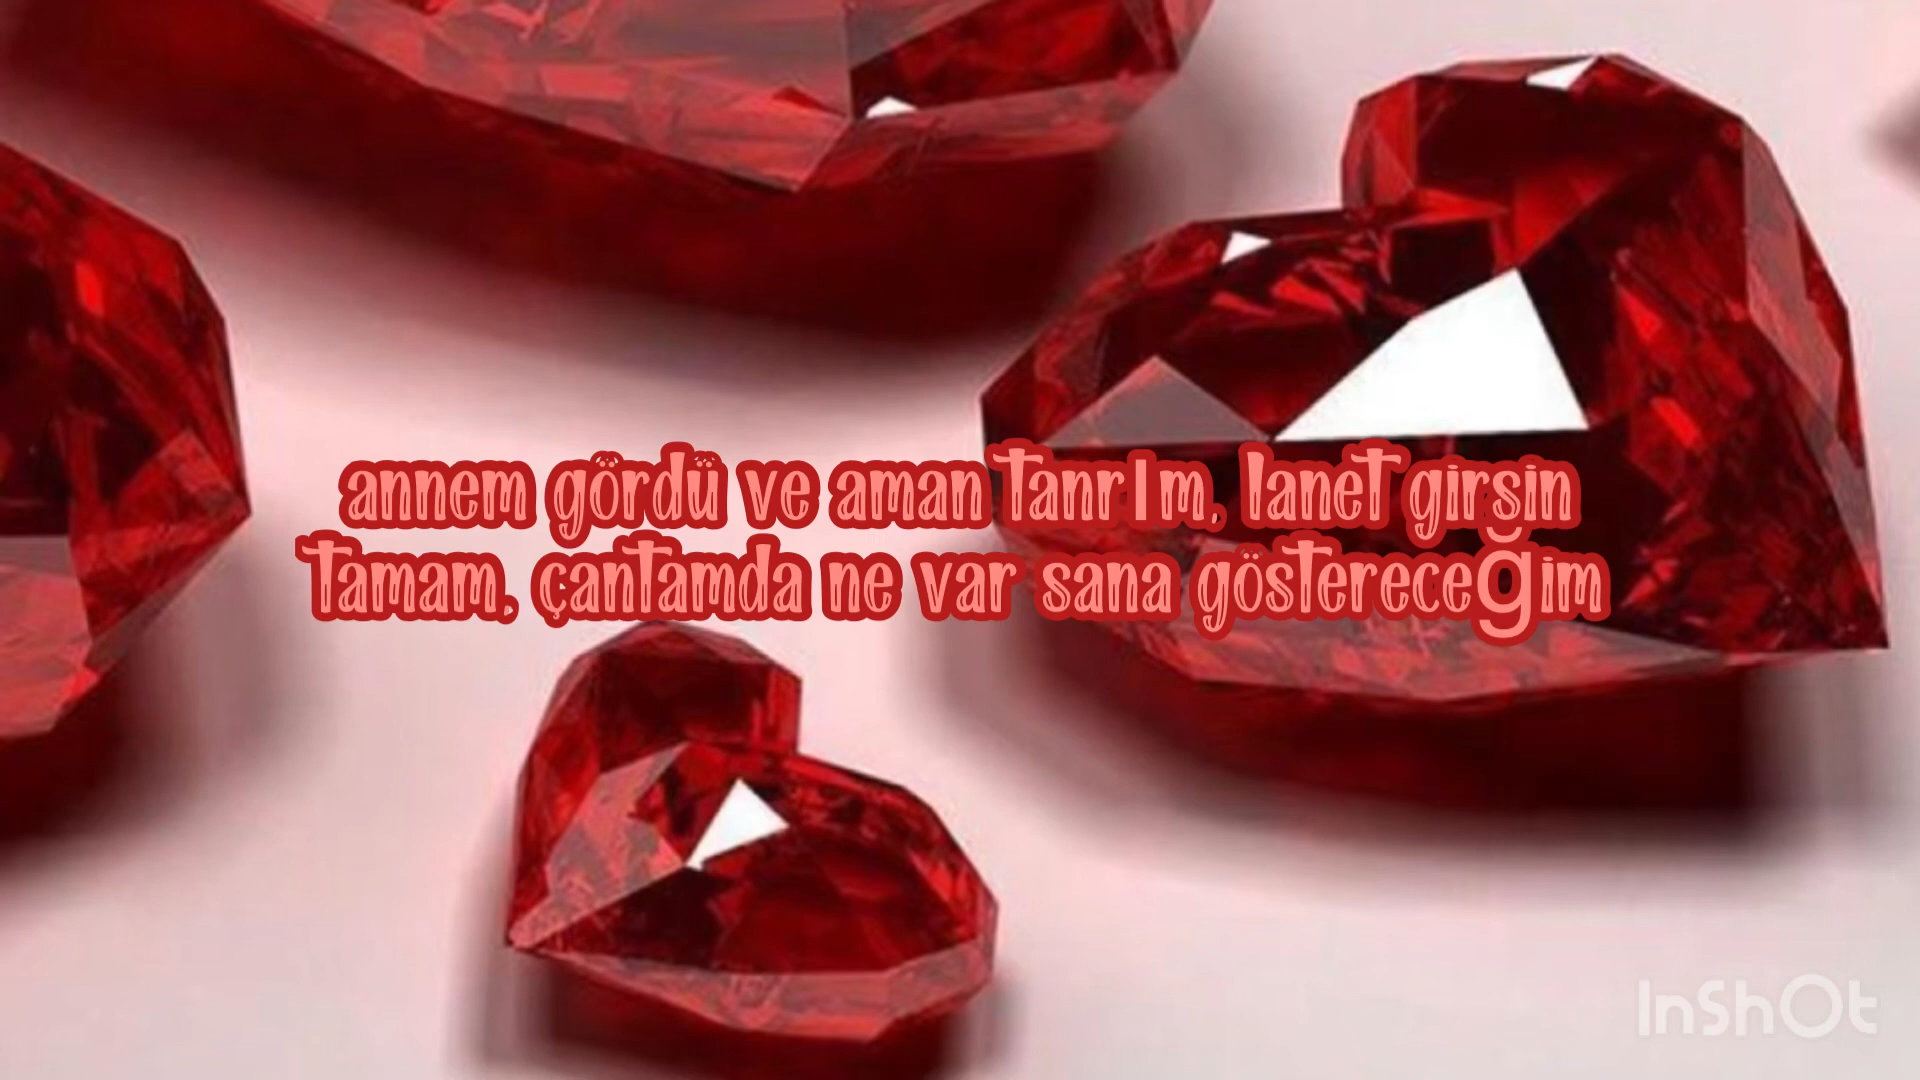 annem gördü ve aman tanrım, lanet girsin
tamam, çantamda ne var sana göstereceğim
InShOt